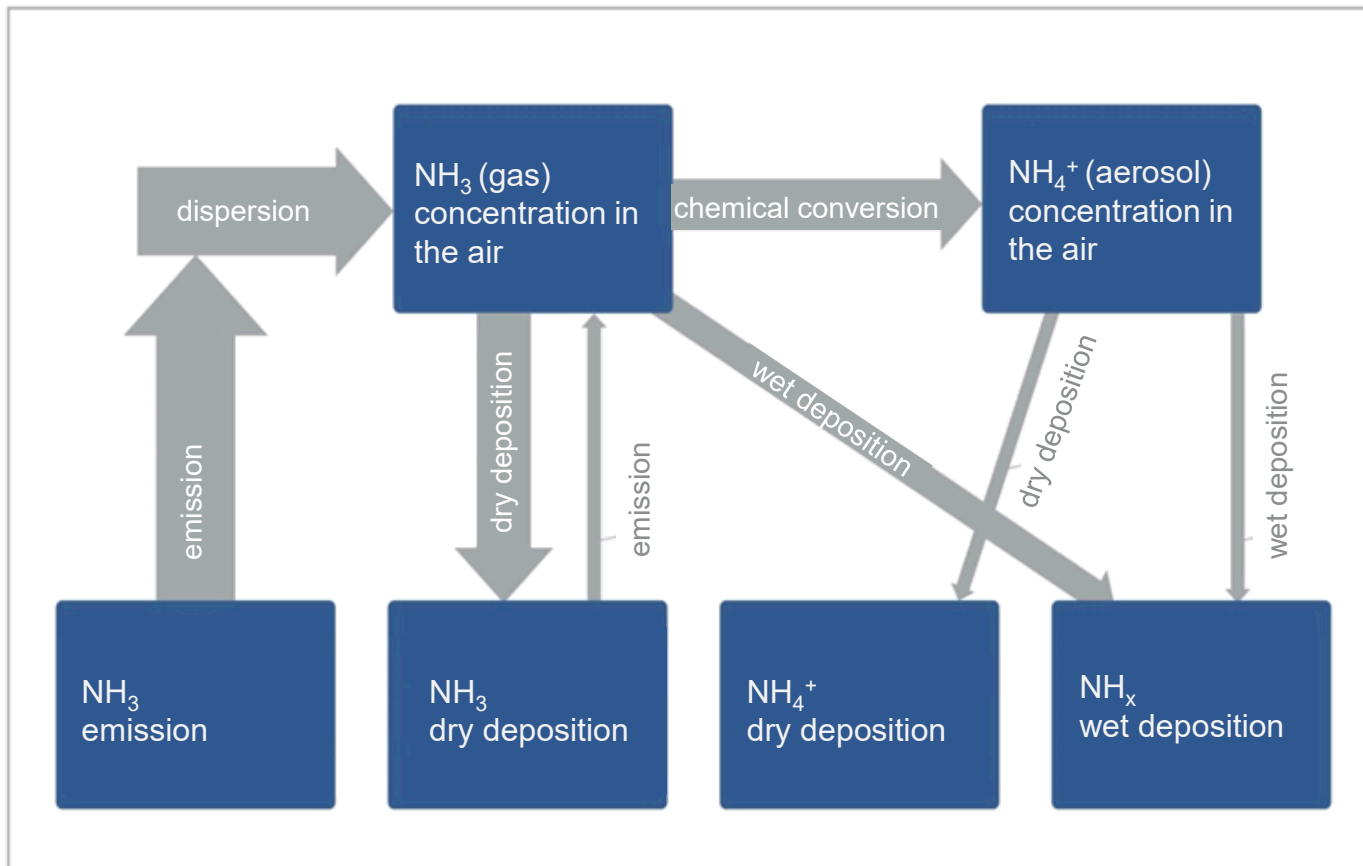 NH₃ (gas)
concentration in
the air
NH₄⁺ (aerosol)
concentration in
the air
dispersion
chemical conversion
emission
dry deposition
emission
wet deposition
dry deposition
wet deposition
NH₃
emission
NH₃
dry deposition
NH₄⁺
dry deposition
NHₓ
wet deposition